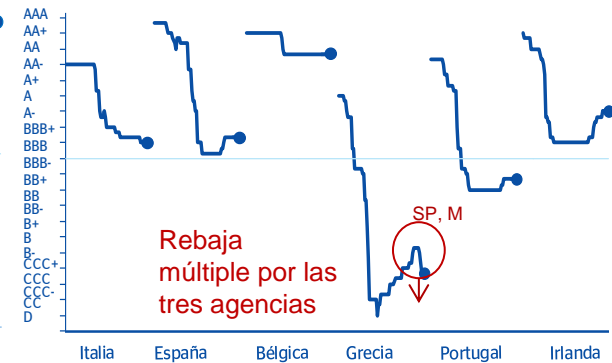 AAA
AA+
AA
AA-
A+
A
A-
BBB+
BBB
BBB-
BB+
BB
BB-
B+
B
B-
CCC+
CCC
CCC-
CC
D
SP, M
Rebaja
múltiple por las
tres agencias
Italia España Bélgica Grecia Portugal Irlanda